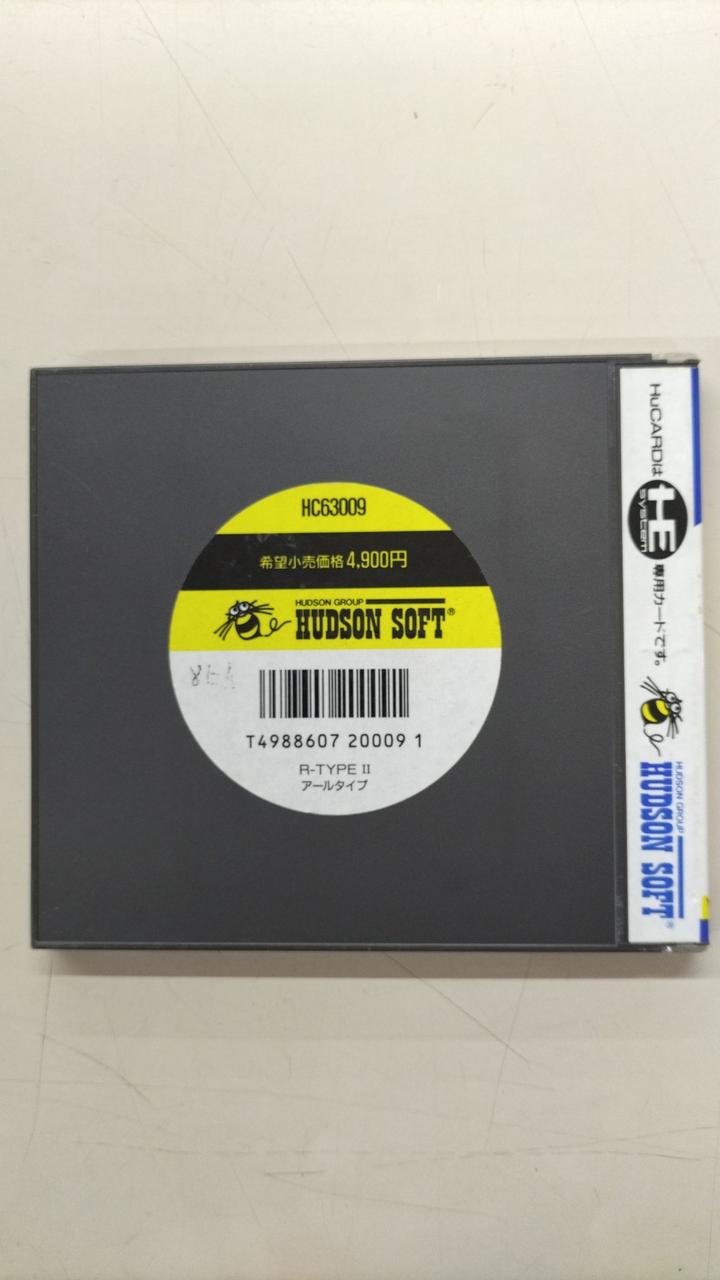 HC63009
希望小売価格4,900円
HUDSON GROUP
HUDSON SOFT®
T4988607 20009 1
R-TYPE II
アールタイプ
HuCARDは HE SYSTEM 専用カードです。
HUDSON GROUP
HUDSON SOFT®